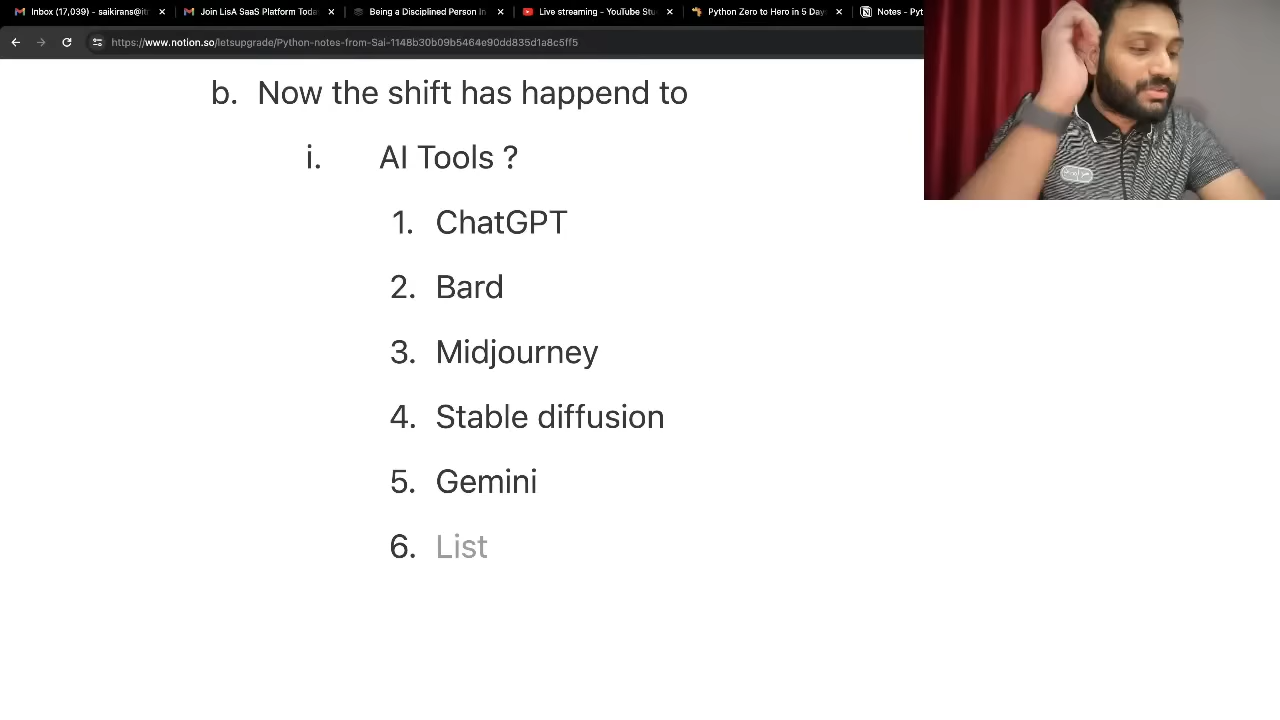 Inbox (17,039) - saikirans@it
Join LisA SaaS Platform Toda
Being a Disciplined Person in
Live streaming - YouTube Stu
Python Zero to Hero in 5 Day
Notes - Pyt
https://www.notion.so/letsupgrade/Python-notes-from-Sai-1148b30b09b5464e90dd835d1a8c5ff5
b. Now the shift has happend to
i. AI Tools ?
1. ChatGPT
2. Bard
3. Midjourney
4. Stable diffusion
5. Gemini
6. List